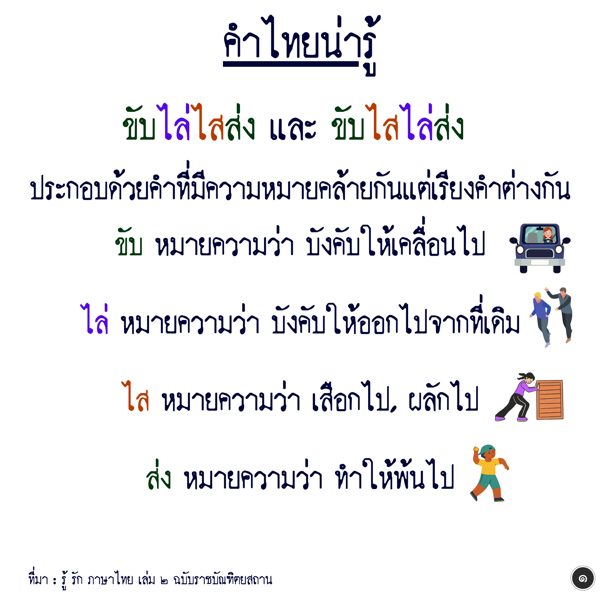 คำไทยน่ารู้
ขับไล่ไสส่ง และ ขับไสไล่ส่ง
ประกอบด้วยคำที่มีความหมายคล้ายกันแต่เรียงคำต่างกัน
ขับ หมายความว่า บังคับให้เคลื่อนไป
ไล่ หมายความว่า บังคับให้ออกไปจากที่เดิม
ไส หมายความว่า เสือกไป, ผลักไป
ส่ง หมายความว่า ทำให้พ้นไป
ที่มา : รู้ รัก ภาษาไทย เล่ม ๒ ฉบับราชบัณฑิตยสถาน
๑